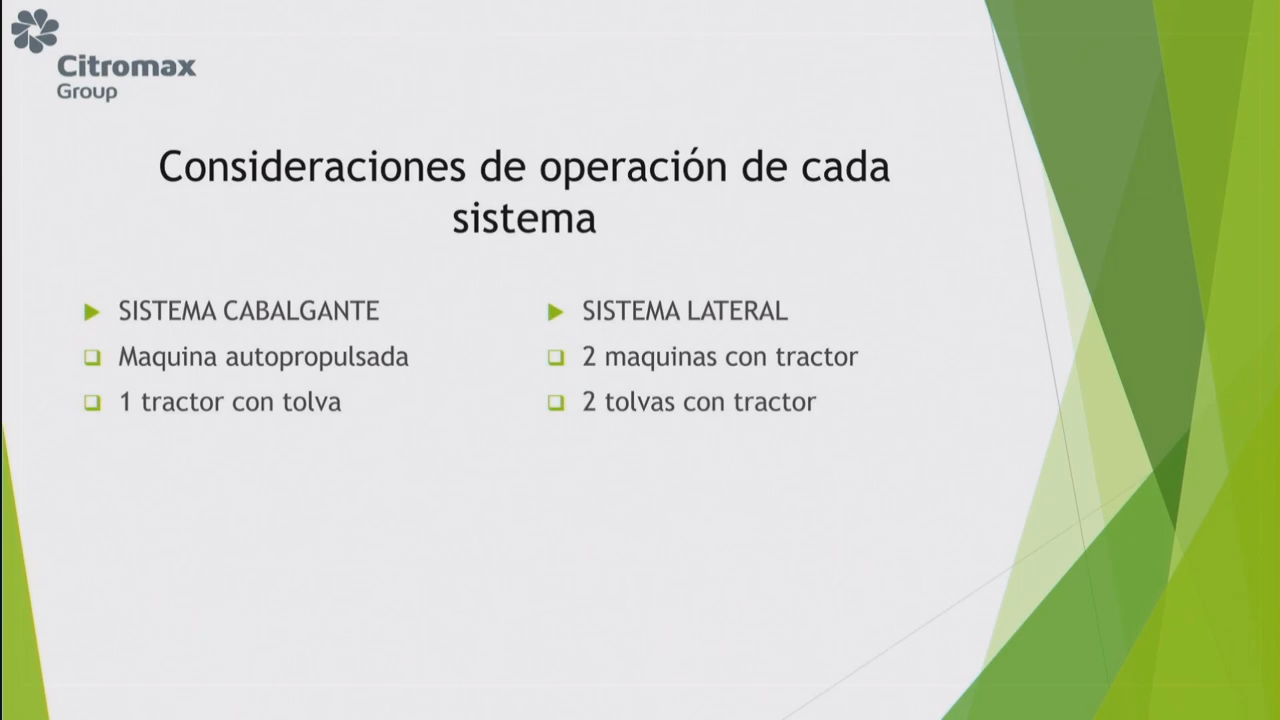 Citromax
Group
Consideraciones de operación de cada
sistema
SISTEMA CABALGANTE
Maquina autopropulsada
1 tractor con tolva
SISTEMA LATERAL
2 maquinas con tractor
2 tolvas con tractor